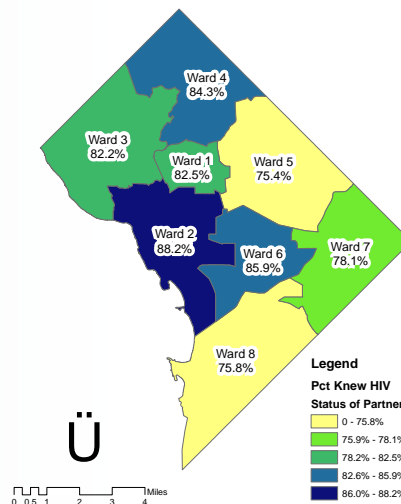 Ward 4
84.3%
Ward 3
82.2%
Ward 1
82.5%
Ward 5
75.4%
Ward 2
88.2%
Ward 6
85.9%
Ward 7
78.1%
Ward 8
75.8%
Legend
Pct Knew HIV
Status of Partner
0 - 75.8%
75.9% - 78.1%
78.2% - 82.5%
82.6% - 85.9%
86.0% - 88.2%
Ü
Miles
0 0.5 1 2 3 4